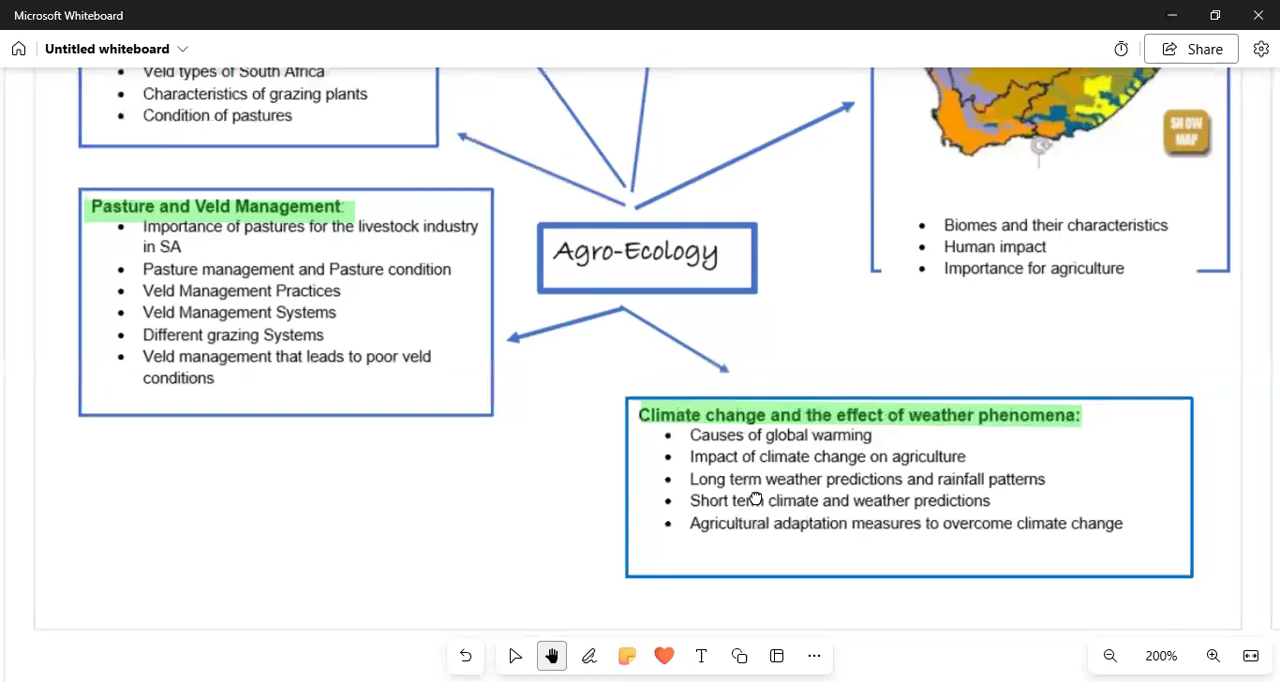 Microsoft Whiteboard
Untitled whiteboard
Share
Veld types of South Africa
• Characteristics of grazing plants
• Condition of pastures
SHOW
MAP
Pasture and Veld Management:
• Importance of pastures for the livestock industry
in SA
• Pasture management and Pasture condition
• Veld Management Practices
• Veld Management Systems
• Different grazing Systems
• Veld management that leads to poor veld
conditions
Agro-Ecology
• Biomes and their characteristics
• Human impact
• Importance for agriculture
Climate change and the effect of weather phenomena:
• Causes of global warming
• Impact of climate change on agriculture
• Long term weather predictions and rainfall patterns
• Short term climate and weather predictions
• Agricultural adaptation measures to overcome climate change
200%